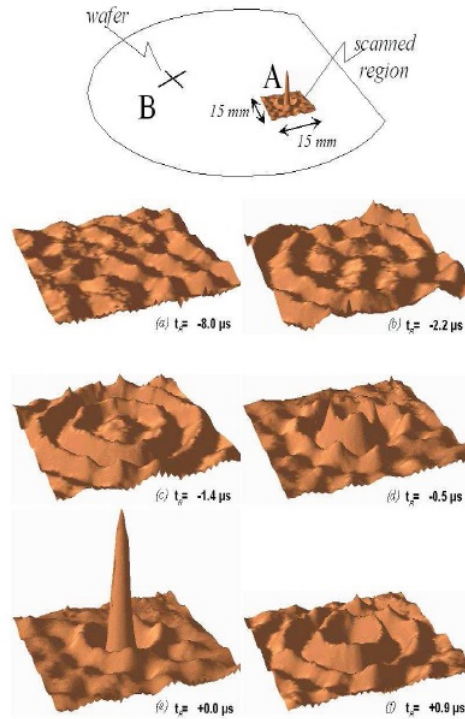 wafer
A
scanned
region
B
15 mm
15 mm
(a) tR= -8.0 µs
(b) tR= -2.2 µs
(c) tR= -1.4 µs
(d) tR= -0.5 µs
(e) tR= +0.0 µs
(f) tR= +0.9 µs